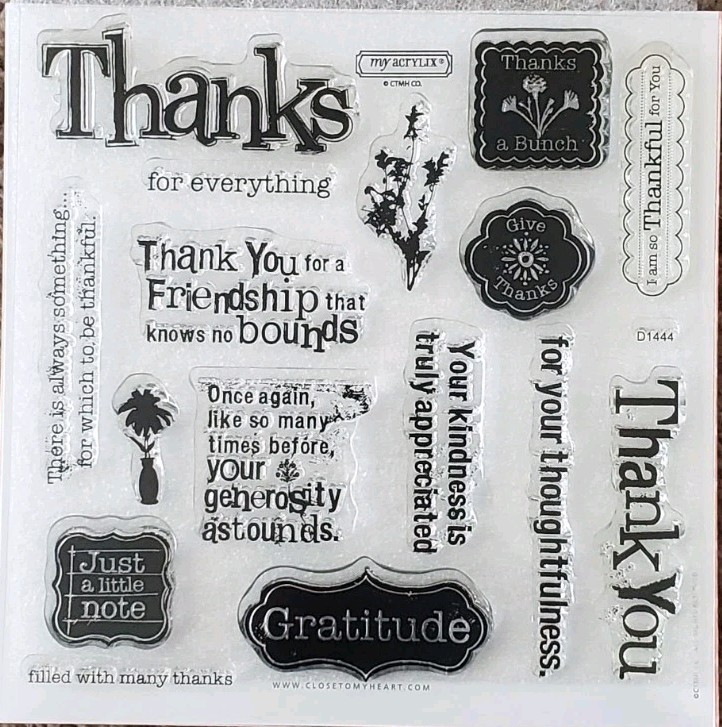 Thanks
my ACRYLIX®
© CTMH CO.
Thanks
a Bunch
I am so Thankful for You
for everything
There is always something...
for which to be thankful.
Thank You for a
Friendship that
knows no bounds
Give
Thanks
D1444
Once again,
like so many
times before,
your
generosity
astounds.
Your kindness is
truly appreciated
for your thoughtfulness.
Thank You
Just
a little
note
Gratitude
filled with many thanks
WWW.CLOSETOMYHEART.COM